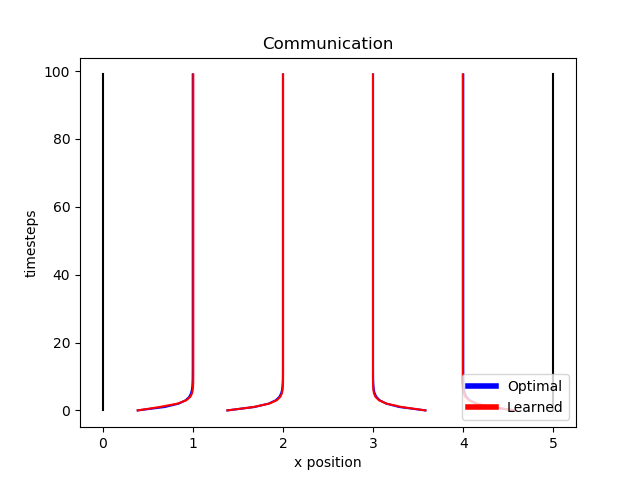 Communication
100
80
60
40
20
0
timesteps
Optimal
Learned
0 1 2 3 4 5
x position